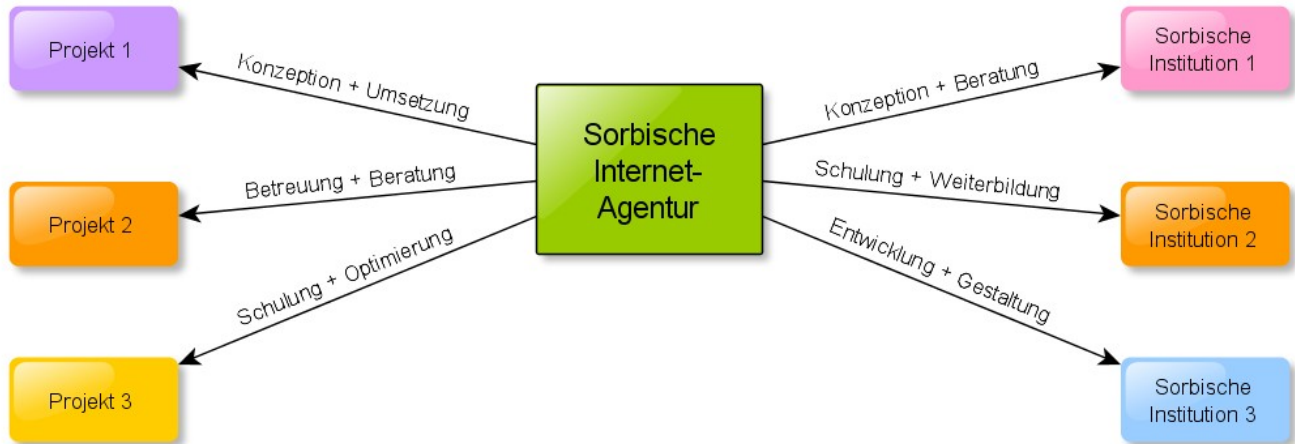 Projekt 1
Konzeption + Umsetzung
Projekt 2
Betreuung + Beratung
Projekt 3
Schulung + Optimierung
Sorbische
Internet-
Agentur
Konzeption + Beratung
Sorbische
Institution 1
Schulung + Weiterbildung
Sorbische
Institution 2
Entwicklung + Gestaltung
Sorbische
Institution 3